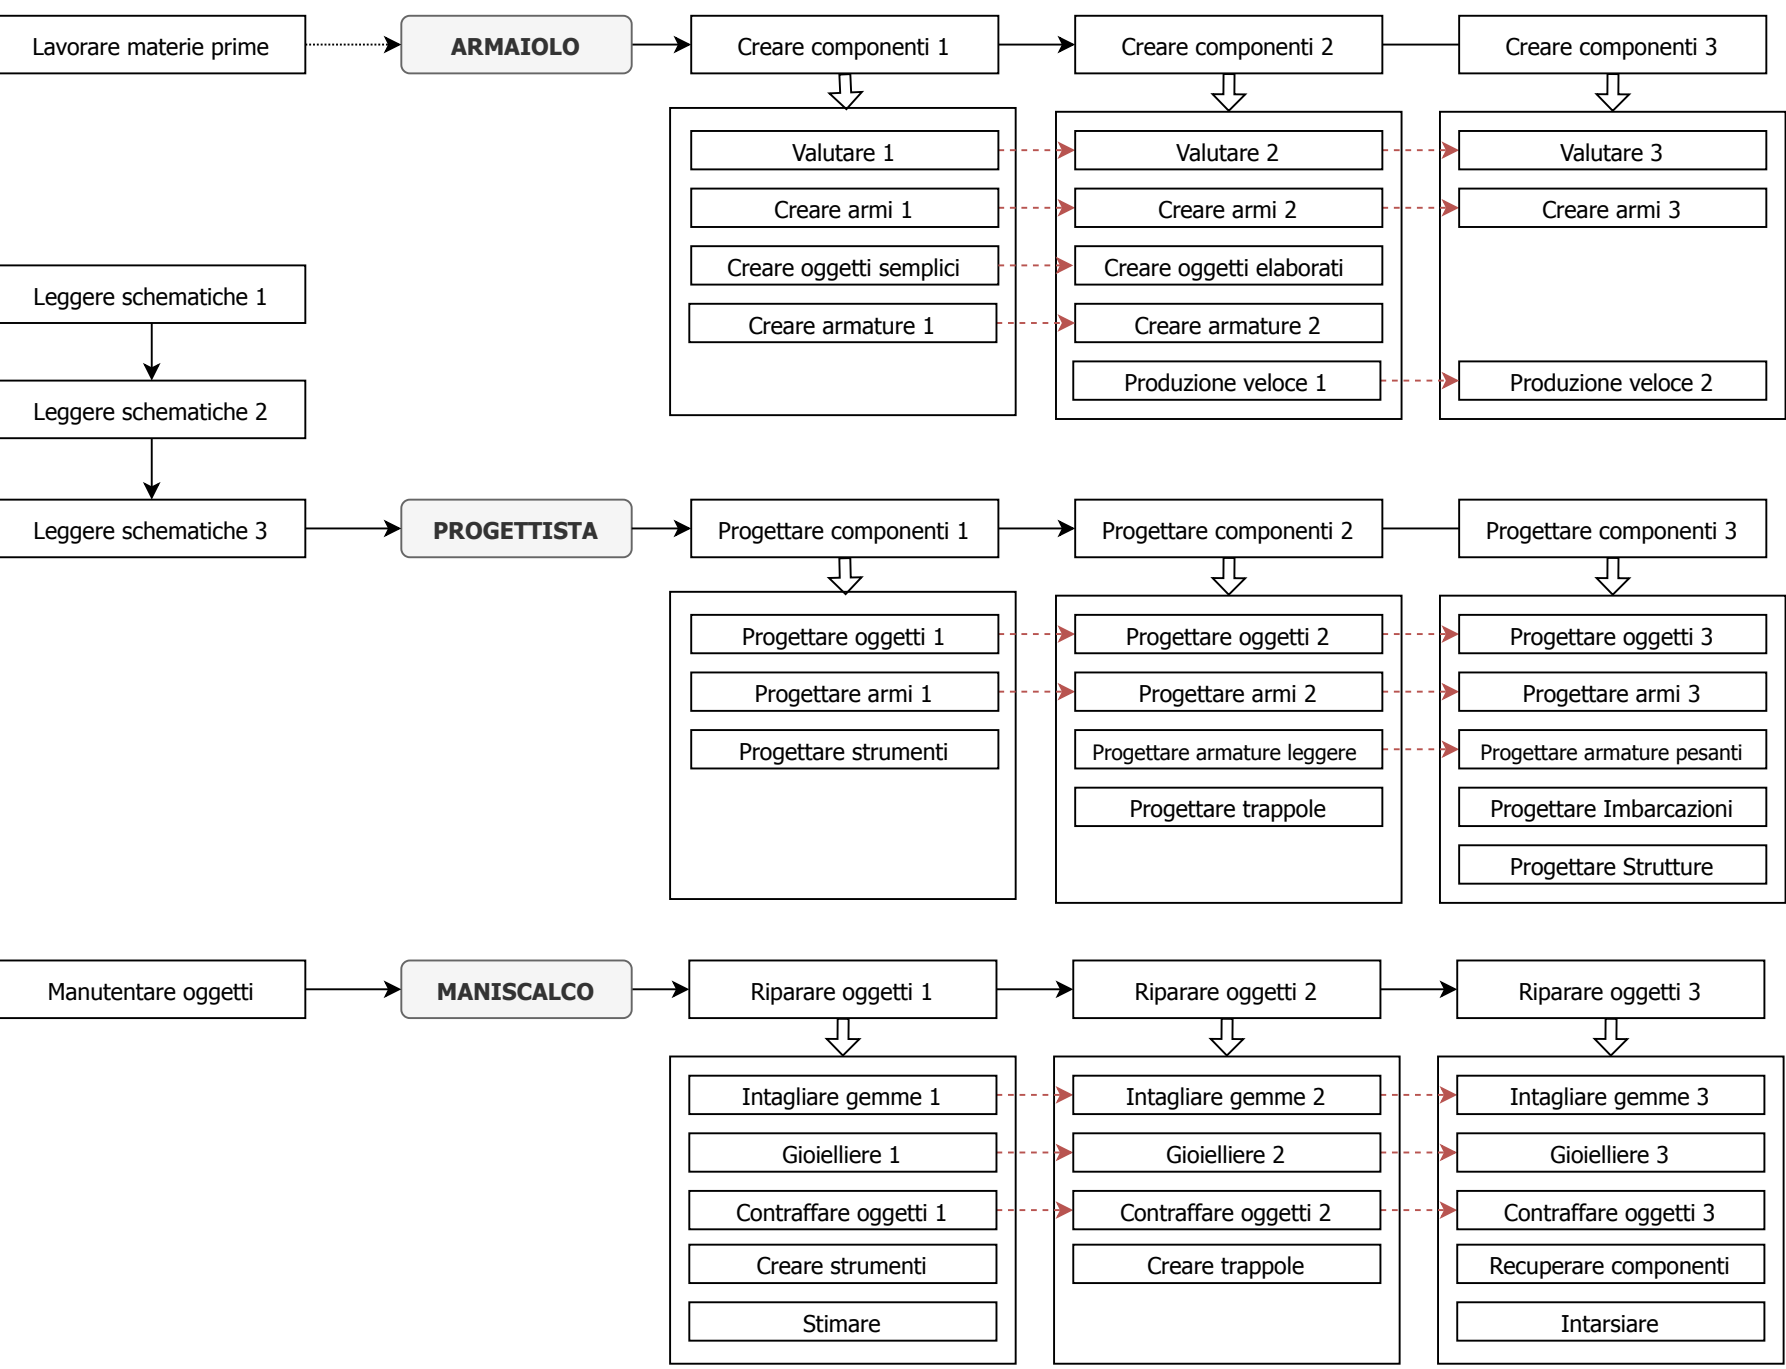 Lavorare materie prime
ARMAIOLO
Creare componenti 1
Creare componenti 2
Creare componenti 3
Valutare 1
Valutare 2
Valutare 3
Creare armi 1
Creare armi 2
Creare armi 3
Creare oggetti semplici
Creare oggetti elaborati
Creare armature 1
Creare armature 2
Produzione veloce 1
Produzione veloce 2
Leggere schematiche 1
Leggere schematiche 2
Leggere schematiche 3
PROGETTISTA
Progettare componenti 1
Progettare componenti 2
Progettare componenti 3
Progettare oggetti 1
Progettare oggetti 2
Progettare oggetti 3
Progettare armi 1
Progettare armi 2
Progettare armi 3
Progettare strumenti
Progettare armature leggere
Progettare armature pesanti
Progettare trappole
Progettare Imbarcazioni
Progettare Strutture
Manutentare oggetti
MANISCALCO
Riparare oggetti 1
Riparare oggetti 2
Riparare oggetti 3
Intagliare gemme 1
Intagliare gemme 2
Intagliare gemme 3
Gioielliere 1
Gioielliere 2
Gioielliere 3
Contraffare oggetti 1
Contraffare oggetti 2
Contraffare oggetti 3
Creare strumenti
Creare trappole
Recuperare componenti
Stimare
Intarsiare